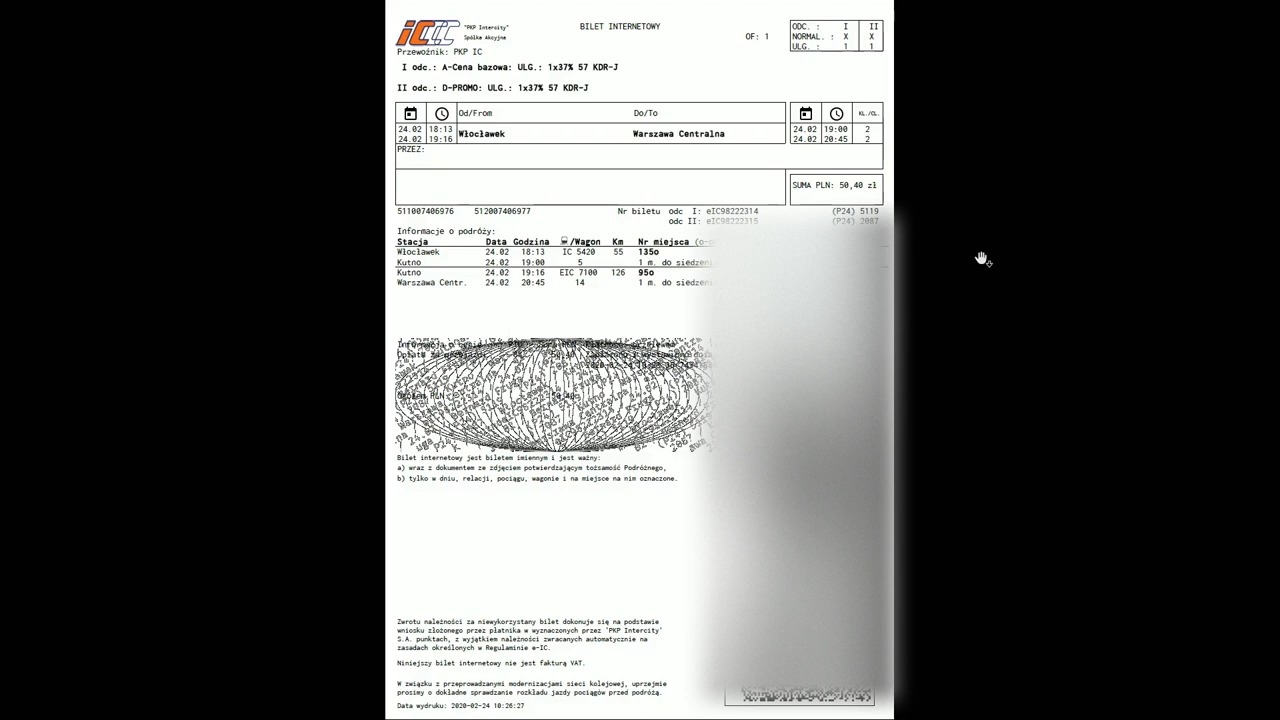 iC "PKP Intercity"
Spółka Akcyjna
Przewoźnik: PKP IC
BILET INTERNETOWY
OF: 1
ODC. : I II
NORMAL. : X X
ULG. : 1 1
I odc.: A-Cena bazowa: ULG.: 1x37% 57 KDR-J
II odc.: D-PROMO: ULG.: 1x37% 57 KDR-J
Od/From Do/To KL./CL.
24.02 18:13 24.02 19:00 2
Włocławek Warszawa Centralna
24.02 19:16 24.02 20:45 2
PRZEZ:
SUMA PLN: 50,40 zł
511007406976 512007406977 Nr biletu odc I: eIC98222314 (P24) 5119
odc II: eIC98222315 (P24) 2087
Informacje o podróży:
Stacja Data Godzina /Wagon Km Nr miejsca
Włocławek 24.02 18:13 IC 5420 55 135o
Kutno 24.02 19:00 5 1 m. do siedzeni
Kutno 24.02 19:16 EIC 7100 126 95o
Warszawa Centr. 24.02 20:45 14 1 m. do siedzeni
Bilet internetowy jest biletem imiennym i jest ważny:
a) wraz z dokumentem ze zdjęciem potwierdzającym tożsamość Podróżnego,
b) tylko w dniu, relacji, pociągu, wagonie i na miejsce na nim oznaczone.
Zwrotu należności za niewykorzystany bilet dokonuje się na podstawie
wniosku złożonego przez płatnika w wyznaczonych przez 'PKP Intercity'
S.A. punktach, z wyjątkiem należności zwracanych automatycznie na
zasadach określonych w Regulaminie e-IC.
Niniejszy bilet internetowy nie jest fakturą VAT.
W związku z przeprowadzanymi modernizacjami sieci kolejowej, uprzejmie
prosimy o dokładne sprawdzanie rozkładu jazdy pociągów przed podróżą.
Data wydruku: 2020-02-24 10:26:27